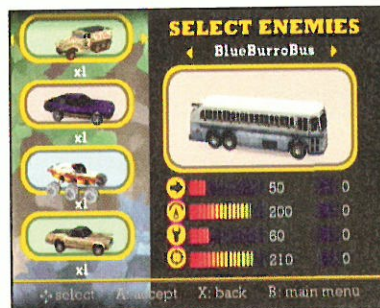 SELECT ENEMIES
BlueBurroBus
x1
x1
x1
x1
50 0
200 0
60 0
210 0
select A: accept X: back B: main menu